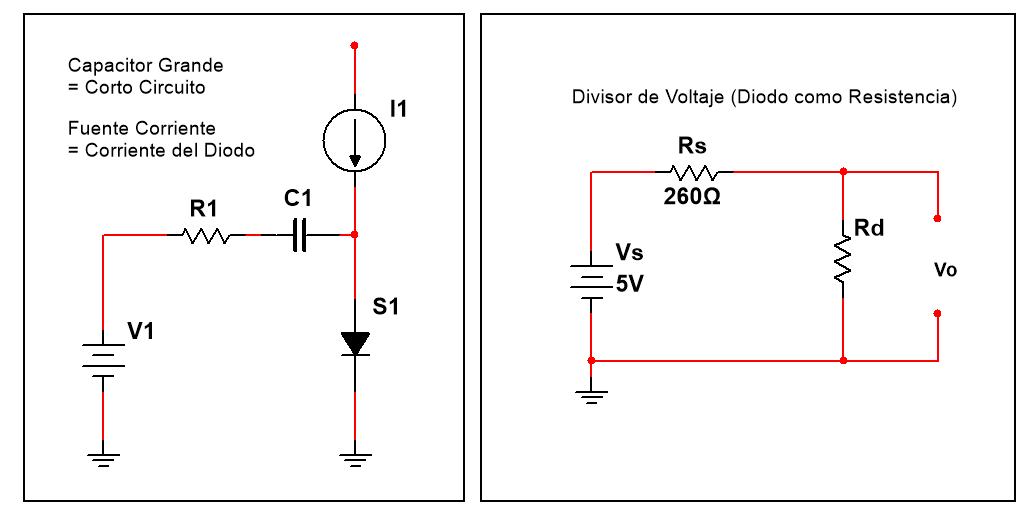 Capacitor Grande
= Corto Circuito
Fuente Corriente
= Corriente del Diodo
I1
R1
C1
S1
V1
Divisor de Voltaje (Diodo como Resistencia)
Rs
260Ω
Rd
Vs
5V
Vo